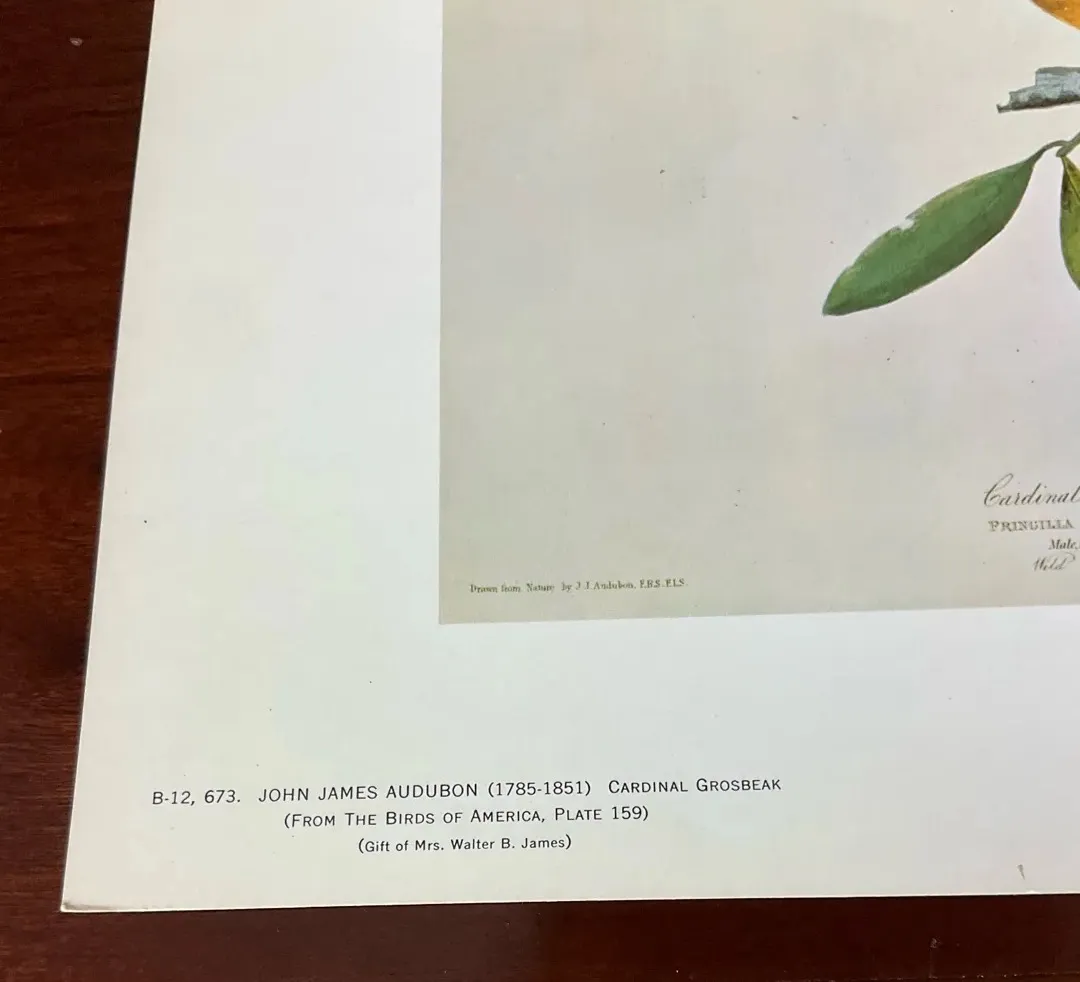 Cardinal
FRINGILLA
Male,
Wild
Drawn from Nature by J.J. Audubon, F.R.S. F.L.S.
B-12, 673. JOHN JAMES AUDUBON (1785-1851) CARDINAL GROSBEAK
(FROM THE BIRDS OF AMERICA, PLATE 159)
(Gift of Mrs. Walter B. James)